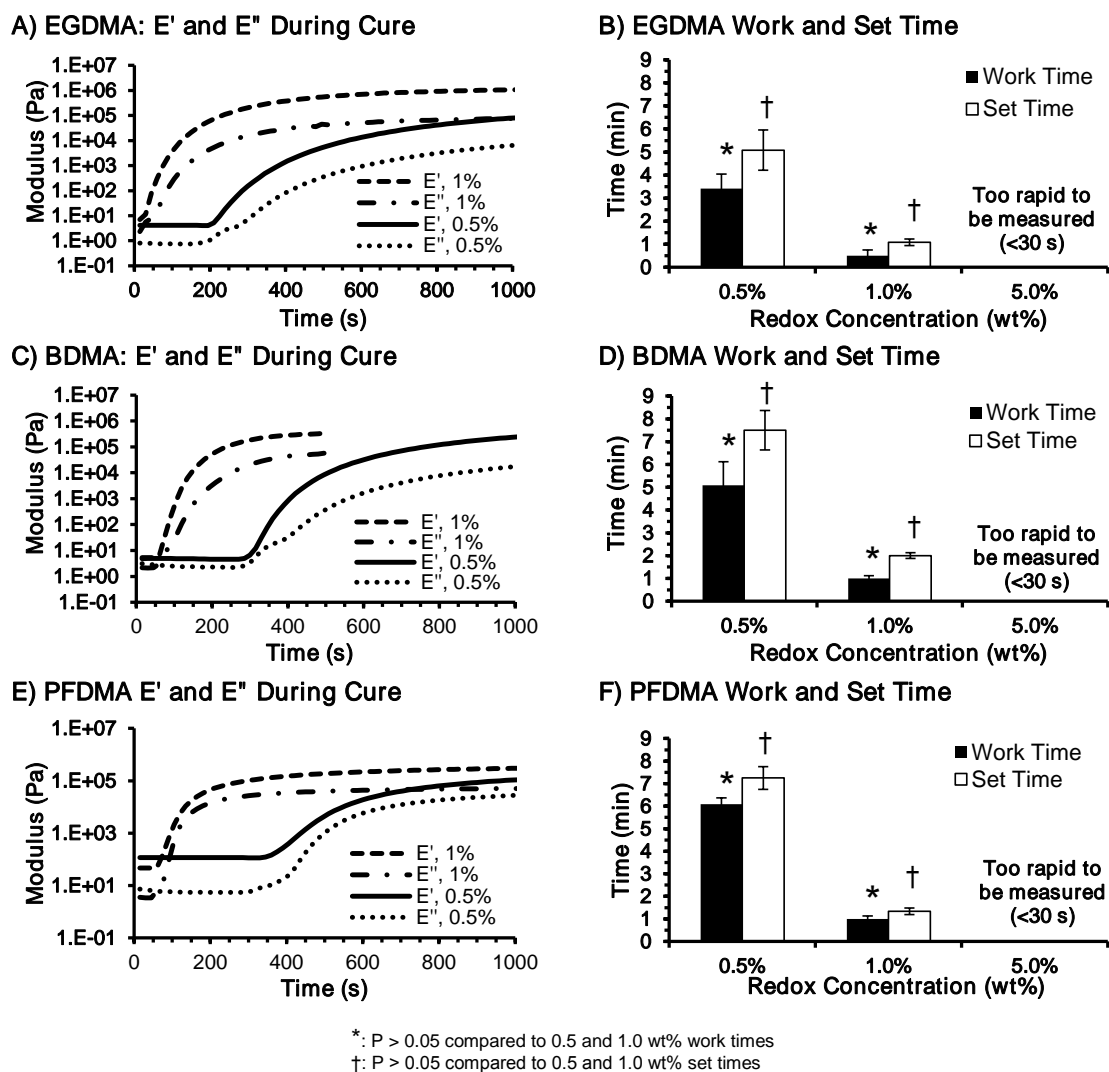 A) EGDMA: E' and E" During Cure
1.E+07
1.E+06
1.E+05
1.E+04
1.E+03
1.E+02
1.E+01
1.E+00
1.E-01
Modulus (Pa)
E', 1%
E", 1%
E', 0.5%
E", 0.5%
0 200 400 600 800 1000
Time (s)
B) EGDMA Work and Set Time
9
8
7
6
5
4
3
2
1
0
Time (min)
Work Time
Set Time
* †
* †
Too rapid to
be measured
(<30 s)
0.5% 1.0% 5.0%
Redox Concentration (wt%)
C) BDMA: E' and E" During Cure
1.E+07
1.E+06
1.E+05
1.E+04
1.E+03
1.E+02
1.E+01
1.E+00
1.E-01
Modulus (Pa)
E', 1%
E", 1%
E', 0.5%
E", 0.5%
0 200 400 600 800 1000
Time (s)
D) BDMA Work and Set Time
9
8
7
6
5
4
3
2
1
0
Time (min)
Work Time
Set Time
* †
* †
Too rapid to
be measured
(<30 s)
0.5% 1.0% 5.0%
Redox Concentration (wt%)
E) PFDMA E' and E" During Cure
1.E+07
1.E+05
1.E+03
1.E+01
1.E-01
Modulus (Pa)
E', 1%
E", 1%
E', 0.5%
E", 0.5%
0 200 400 600 800 1000
Time (s)
F) PFDMA Work and Set Time
9
8
7
6
5
4
3
2
1
0
Time (min)
Work Time
Set Time
* †
* †
Too rapid to
be measured
(<30 s)
0.5% 1.0% 5.0%
Redox Concentration (wt%)
*: P > 0.05 compared to 0.5 and 1.0 wt% work times
†: P > 0.05 compared to 0.5 and 1.0 wt% set times